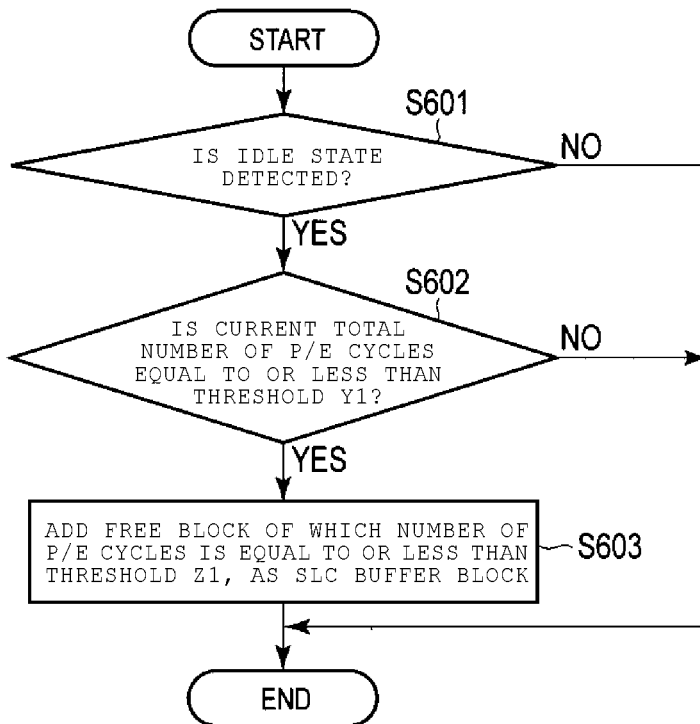 START
S601
IS IDLE STATE
DETECTED?
NO
YES
S602
IS CURRENT TOTAL
NUMBER OF P/E CYCLES
EQUAL TO OR LESS THAN
THRESHOLD Y1?
NO
YES
ADD FREE BLOCK OF WHICH NUMBER OF
P/E CYCLES IS EQUAL TO OR LESS THAN
THRESHOLD Z1, AS SLC BUFFER BLOCK
S603
END